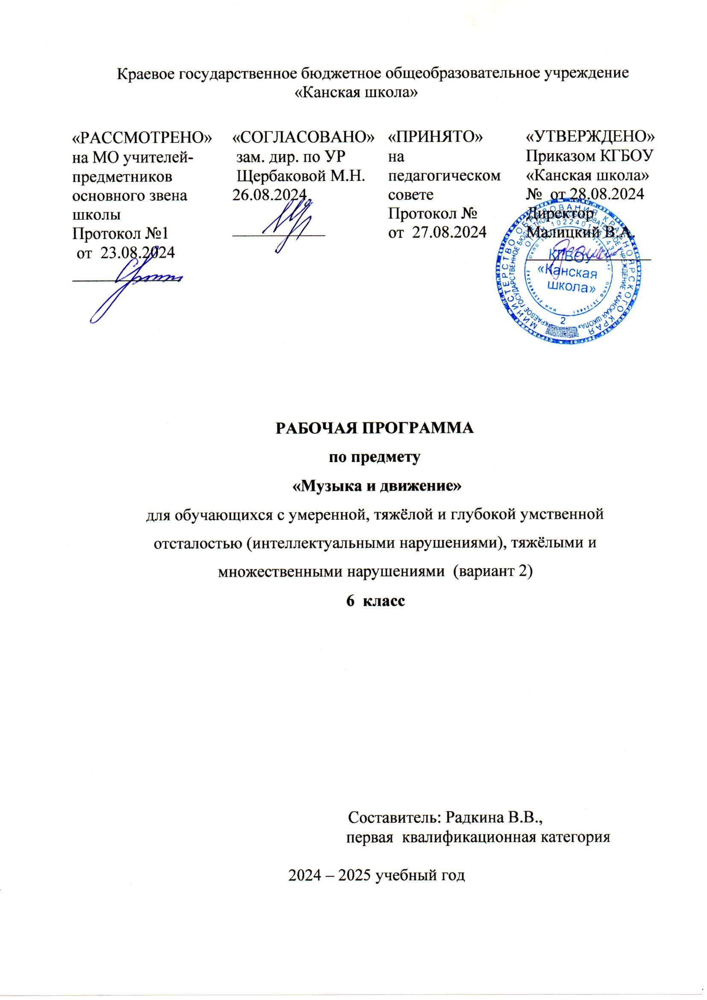 Краевое государственное бюджетное общеобразовательное учреждение
«Канская школа»
«РАССМОТРЕНО»
на МО учителей-
предметников
основного звена
школы
Протокол №1
от 23.08.2024
«СОГЛАСОВАНО»
зам. дир. по УР
Щербаковой М.Н.
26.08.2024
«ПРИНЯТО»
на
педагогическом
совете
Протокол №
от 27.08.2024
«УТВЕРЖДЕНО»
Приказом КГБОУ
«Канская школа»
№ от 28.08.2024
Директор
Малицкий В.А.
МИНИСТЕРСТВО ОБРАЗОВАНИЯ КРАСНОЯРСКОГО КРАЯ
КРАЕВОЕ ГОСУДАРСТВЕННОЕ БЮДЖЕТНОЕ ОБЩЕОБРАЗОВАТЕЛЬНОЕ УЧРЕЖДЕНИЕ «КАНСКАЯ ШКОЛА»
КГБОУ
«Канская
школа»
2
РАБОЧАЯ ПРОГРАММА
по предмету
«Музыка и движение»
для обучающихся с умеренной, тяжёлой и глубокой умственной
отсталостью (интеллектуальными нарушениями), тяжёлыми и
множественными нарушениями (вариант 2)
6 класс
Составитель: Радкина В.В.,
первая квалификационная категория
2024 – 2025 учебный год